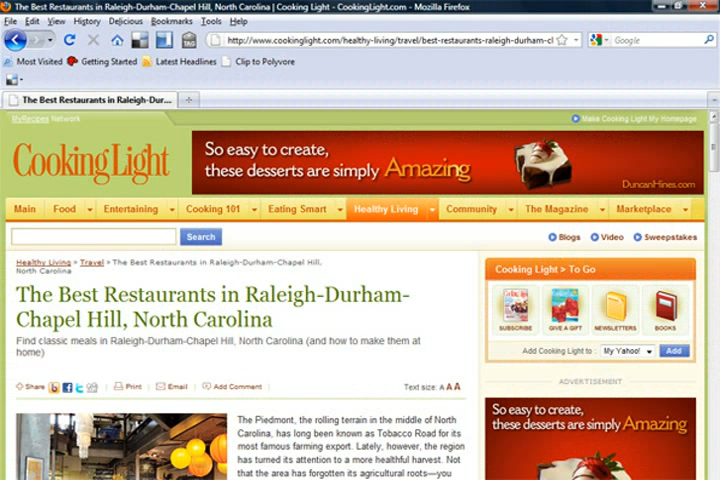 The Best Restaurants in Raleigh-Durham-Chapel Hill, North Carolina | Cooking Light - CookingLight.com - Mozilla Firefox
File Edit View History Delicious Bookmarks Tools Help
http://www.cookinglight.com/healthy-living/travel/best-restaurants-raleigh-durham-cl
Google
TAG
Most Visited Getting Started Latest Headlines Clip to Polyvore
The Best Restaurants in Raleigh-Dur...
MyRecipes Network
Make Cooking Light My Homepage
Cooking Light
So easy to create,
these desserts are simply Amazing
DuncanHines.com
Main Food Entertaining Cooking 101 Eating Smart Healthy Living Community The Magazine Marketplace
Search
Blogs Video Sweepstakes
Healthy Living > Travel > The Best Restaurants in Raleigh-Durham-Chapel Hill,
North Carolina
The Best Restaurants in Raleigh-Durham-
Chapel Hill, North Carolina
Find classic meals in Raleigh-Durham-Chapel Hill, North Carolina (and how to make them at
home)
Share Print Email Add Comment Text size: A A A
The Piedmont, the rolling terrain in the middle of North
Carolina, has long been known as Tobacco Road for its
most famous farming export. Lately, however, the region
has turned its attention to a more healthful harvest. Not
that the area has forgotten its agricultural roots—you
Cooking Light > To Go
SUBSCRIBE GIVE A GIFT NEWSLETTERS BOOKS
Add Cooking Light to : My Yahoo! Add
ADVERTISEMENT
So easy to create,
these desserts are simply Amazing